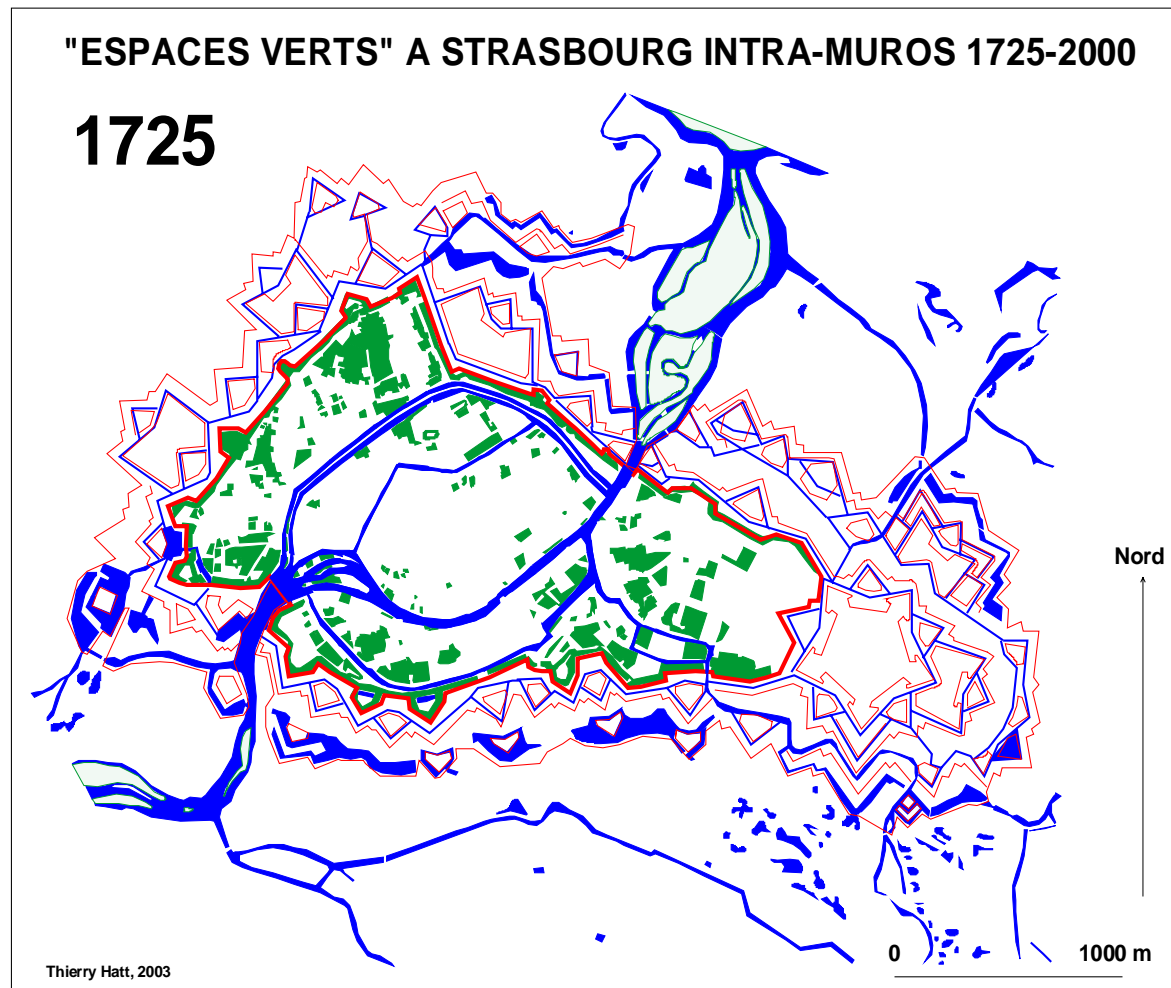 "ESPACES VERTS" A STRASBOURG INTRA-MUROS 1725-2000
1725
Nord
0 1000 m
Thierry Hatt, 2003